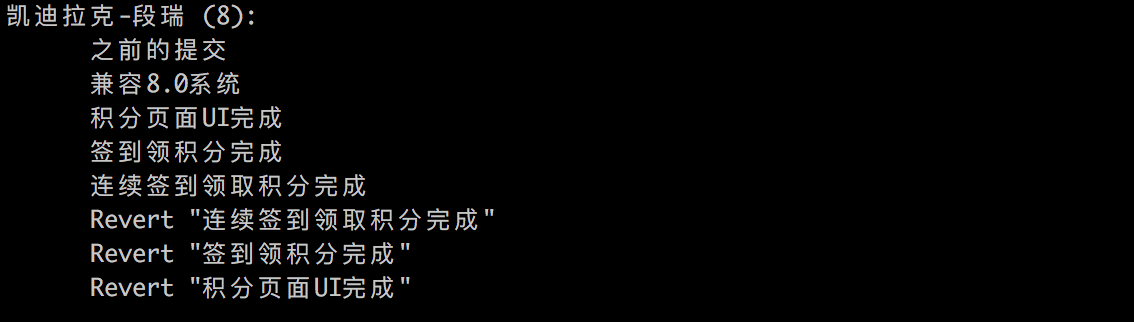 凯迪拉克-段瑞 (8):
之前的提交
兼容8.0系统
积分页面UI完成
签到领积分完成
连续签到领取积分完成
Revert "连续签到领取积分完成"
Revert "签到领积分完成"
Revert "积分页面UI完成"